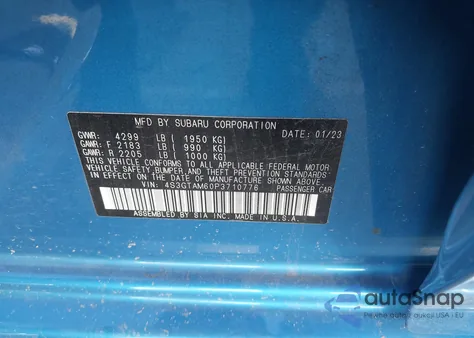 MFD BY SUBARU CORPORATION
GVWR: 4299 LB ( 1950 KG) DATE: 01/23
GAWR: F 2183 LB ( 990 KG)
GAWR: R 2205 LB ( 1000 KG)
THIS VEHICLE CONFORMS TO ALL APPLICABLE FEDERAL MOTOR
VEHICLE SAFETY, BUMPER, AND THEFT PREVENTION STANDARDS
IN EFFECT ON THE DATE OF MANUFACTURE SHOWN ABOVE.
VIN: 4S3GTAM60P3710776 PASSENGER CAR
ASSEMBLED BY SIA INC. MADE IN U.S.A.
autoSnap